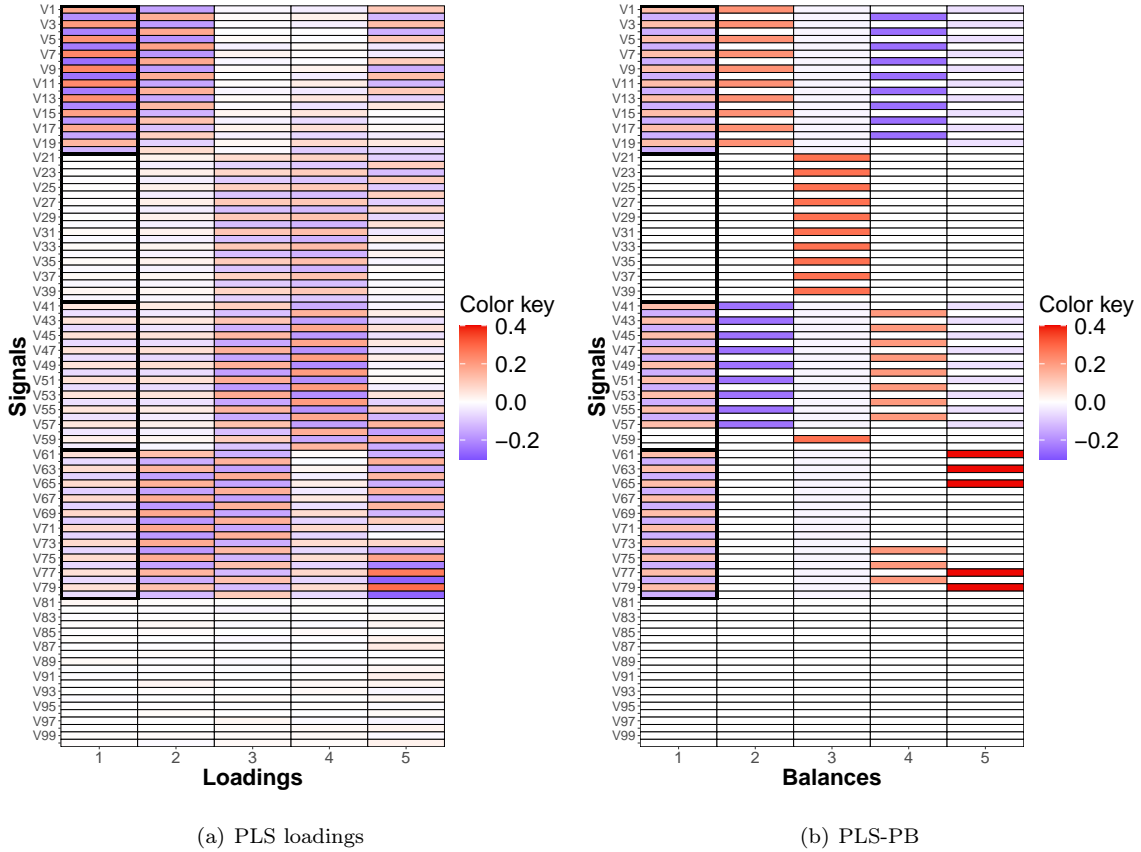 V1
V3
V5
V7
V9
V11
V13
V15
V17
V19
V21
V23
V25
V27
V29
V31
V33
V35
V37
V39
V41
V43
V45
V47
V49
V51
V53
V55
V57
V59
V61
V63
V65
V67
V69
V71
V73
V75
V77
V79
V81
V83
V85
V87
V89
V91
V93
V95
V97
V99
Signals
1 2 3 4 5
Loadings
Color key
0.4
0.2
0.0
−0.2
(a) PLS loadings
V1
V3
V5
V7
V9
V11
V13
V15
V17
V19
V21
V23
V25
V27
V29
V31
V33
V35
V37
V39
V41
V43
V45
V47
V49
V51
V53
V55
V57
V59
V61
V63
V65
V67
V69
V71
V73
V75
V77
V79
V81
V83
V85
V87
V89
V91
V93
V95
V97
V99
Signals
1 2 3 4 5
Balances
Color key
0.4
0.2
0.0
−0.2
(b) PLS-PB